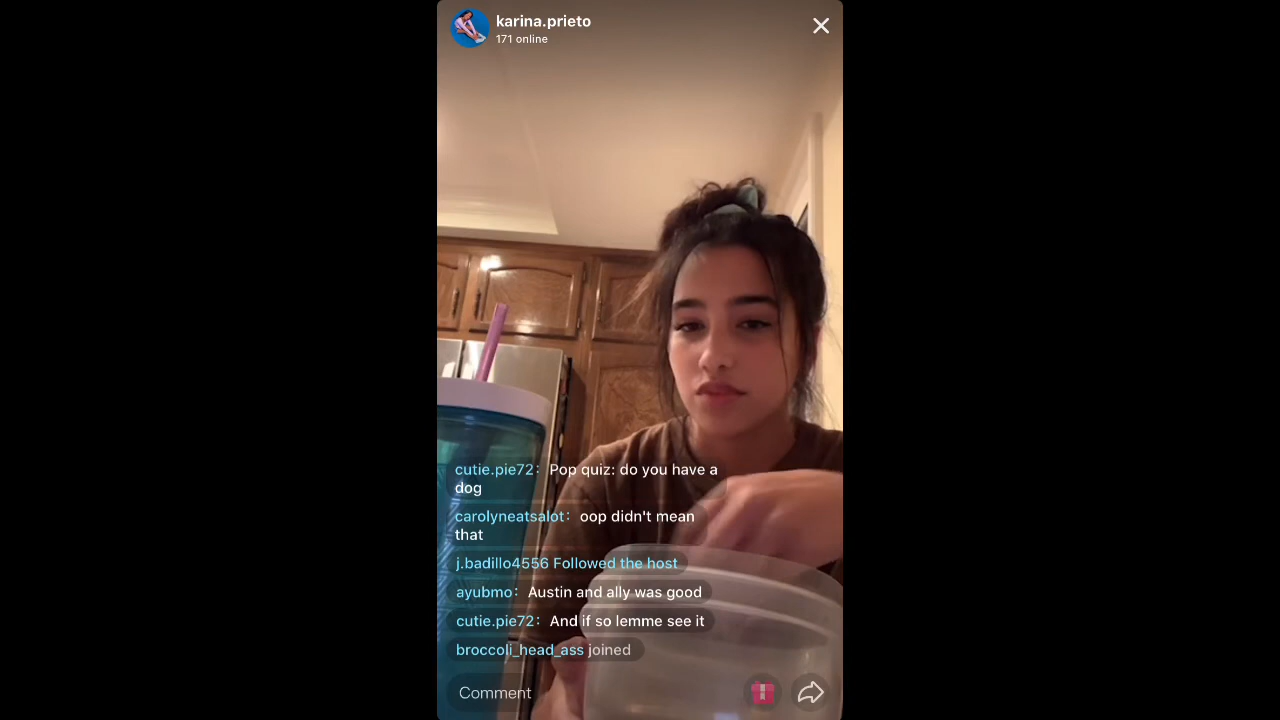 karina.prieto
171 online
cutie.pie72: Pop quiz: do you have a
dog
carolyneatsalot: oop didn't mean
that
j.badillo4556 Followed the host
ayubmo: Austin and ally was good
cutie.pie72: And if so lemme see it
broccoli_head_ass joined
Comment